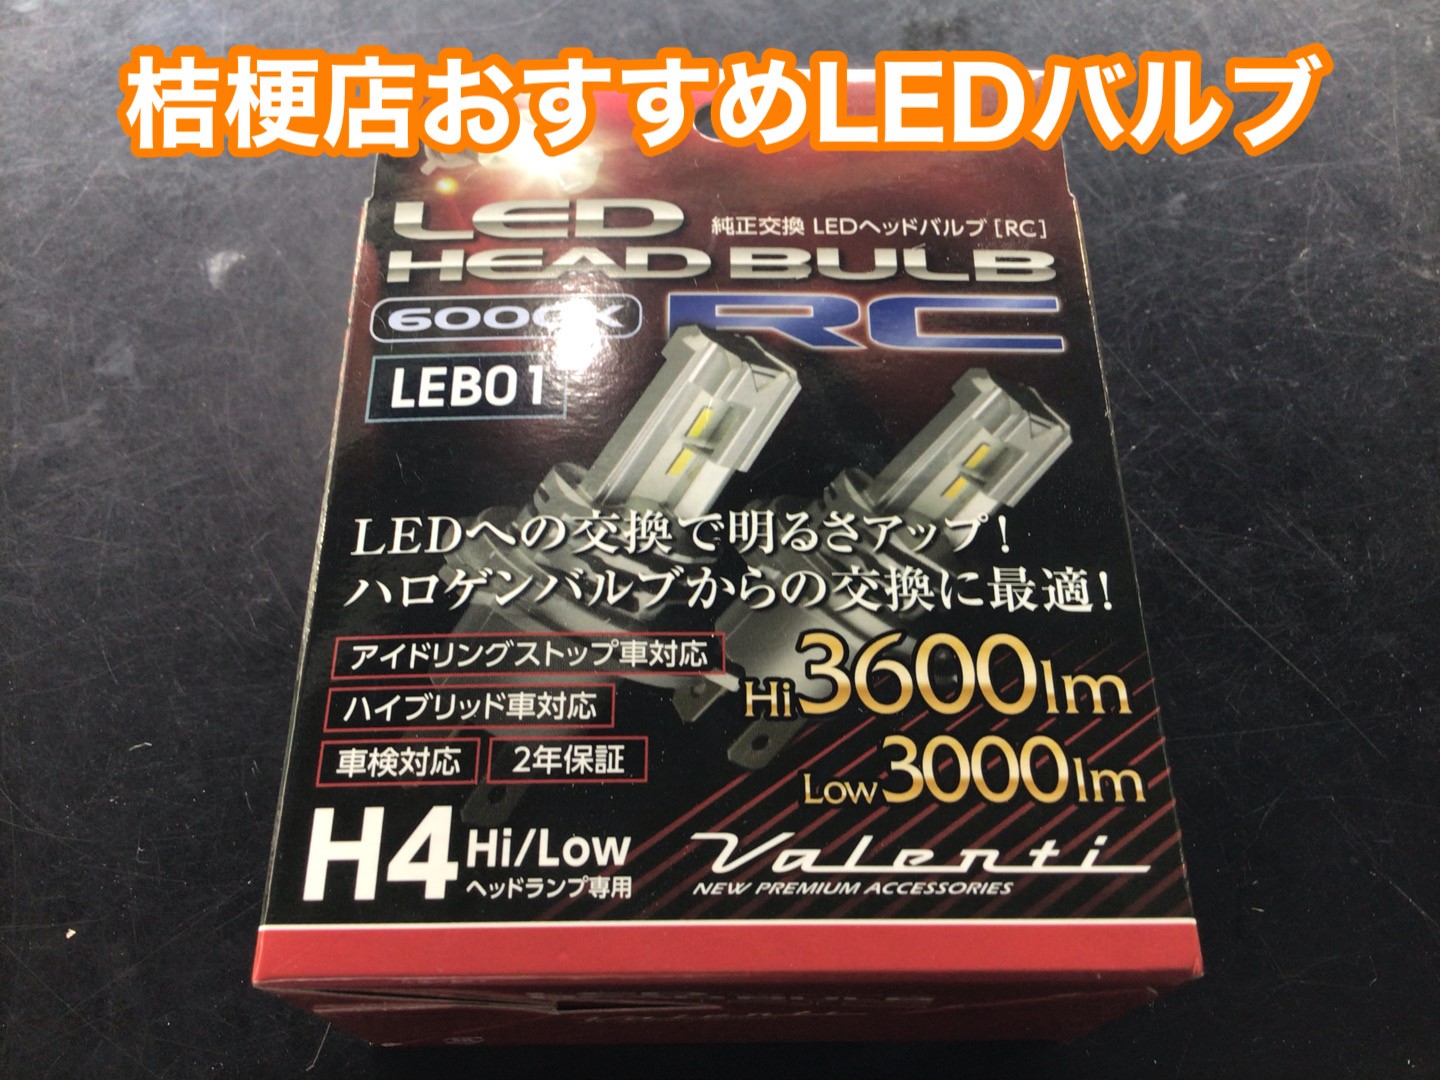 桔梗店おすすめLEDバルブ
LED 純正交換 LEDヘッドバルブ [RC]
HEAD BULB
6000K RC
LEB01
LEDへの交換で明るさアップ!
ハロゲンバルブからの交換に最適!
アイドリングストップ車対応
ハイブリッド車対応
車検対応 2年保証
Hi 3600lm
Low 3000lm
H4 Hi/Low
ヘッドランプ専用
Valenti
NEW PREMIUM ACCESSORIES